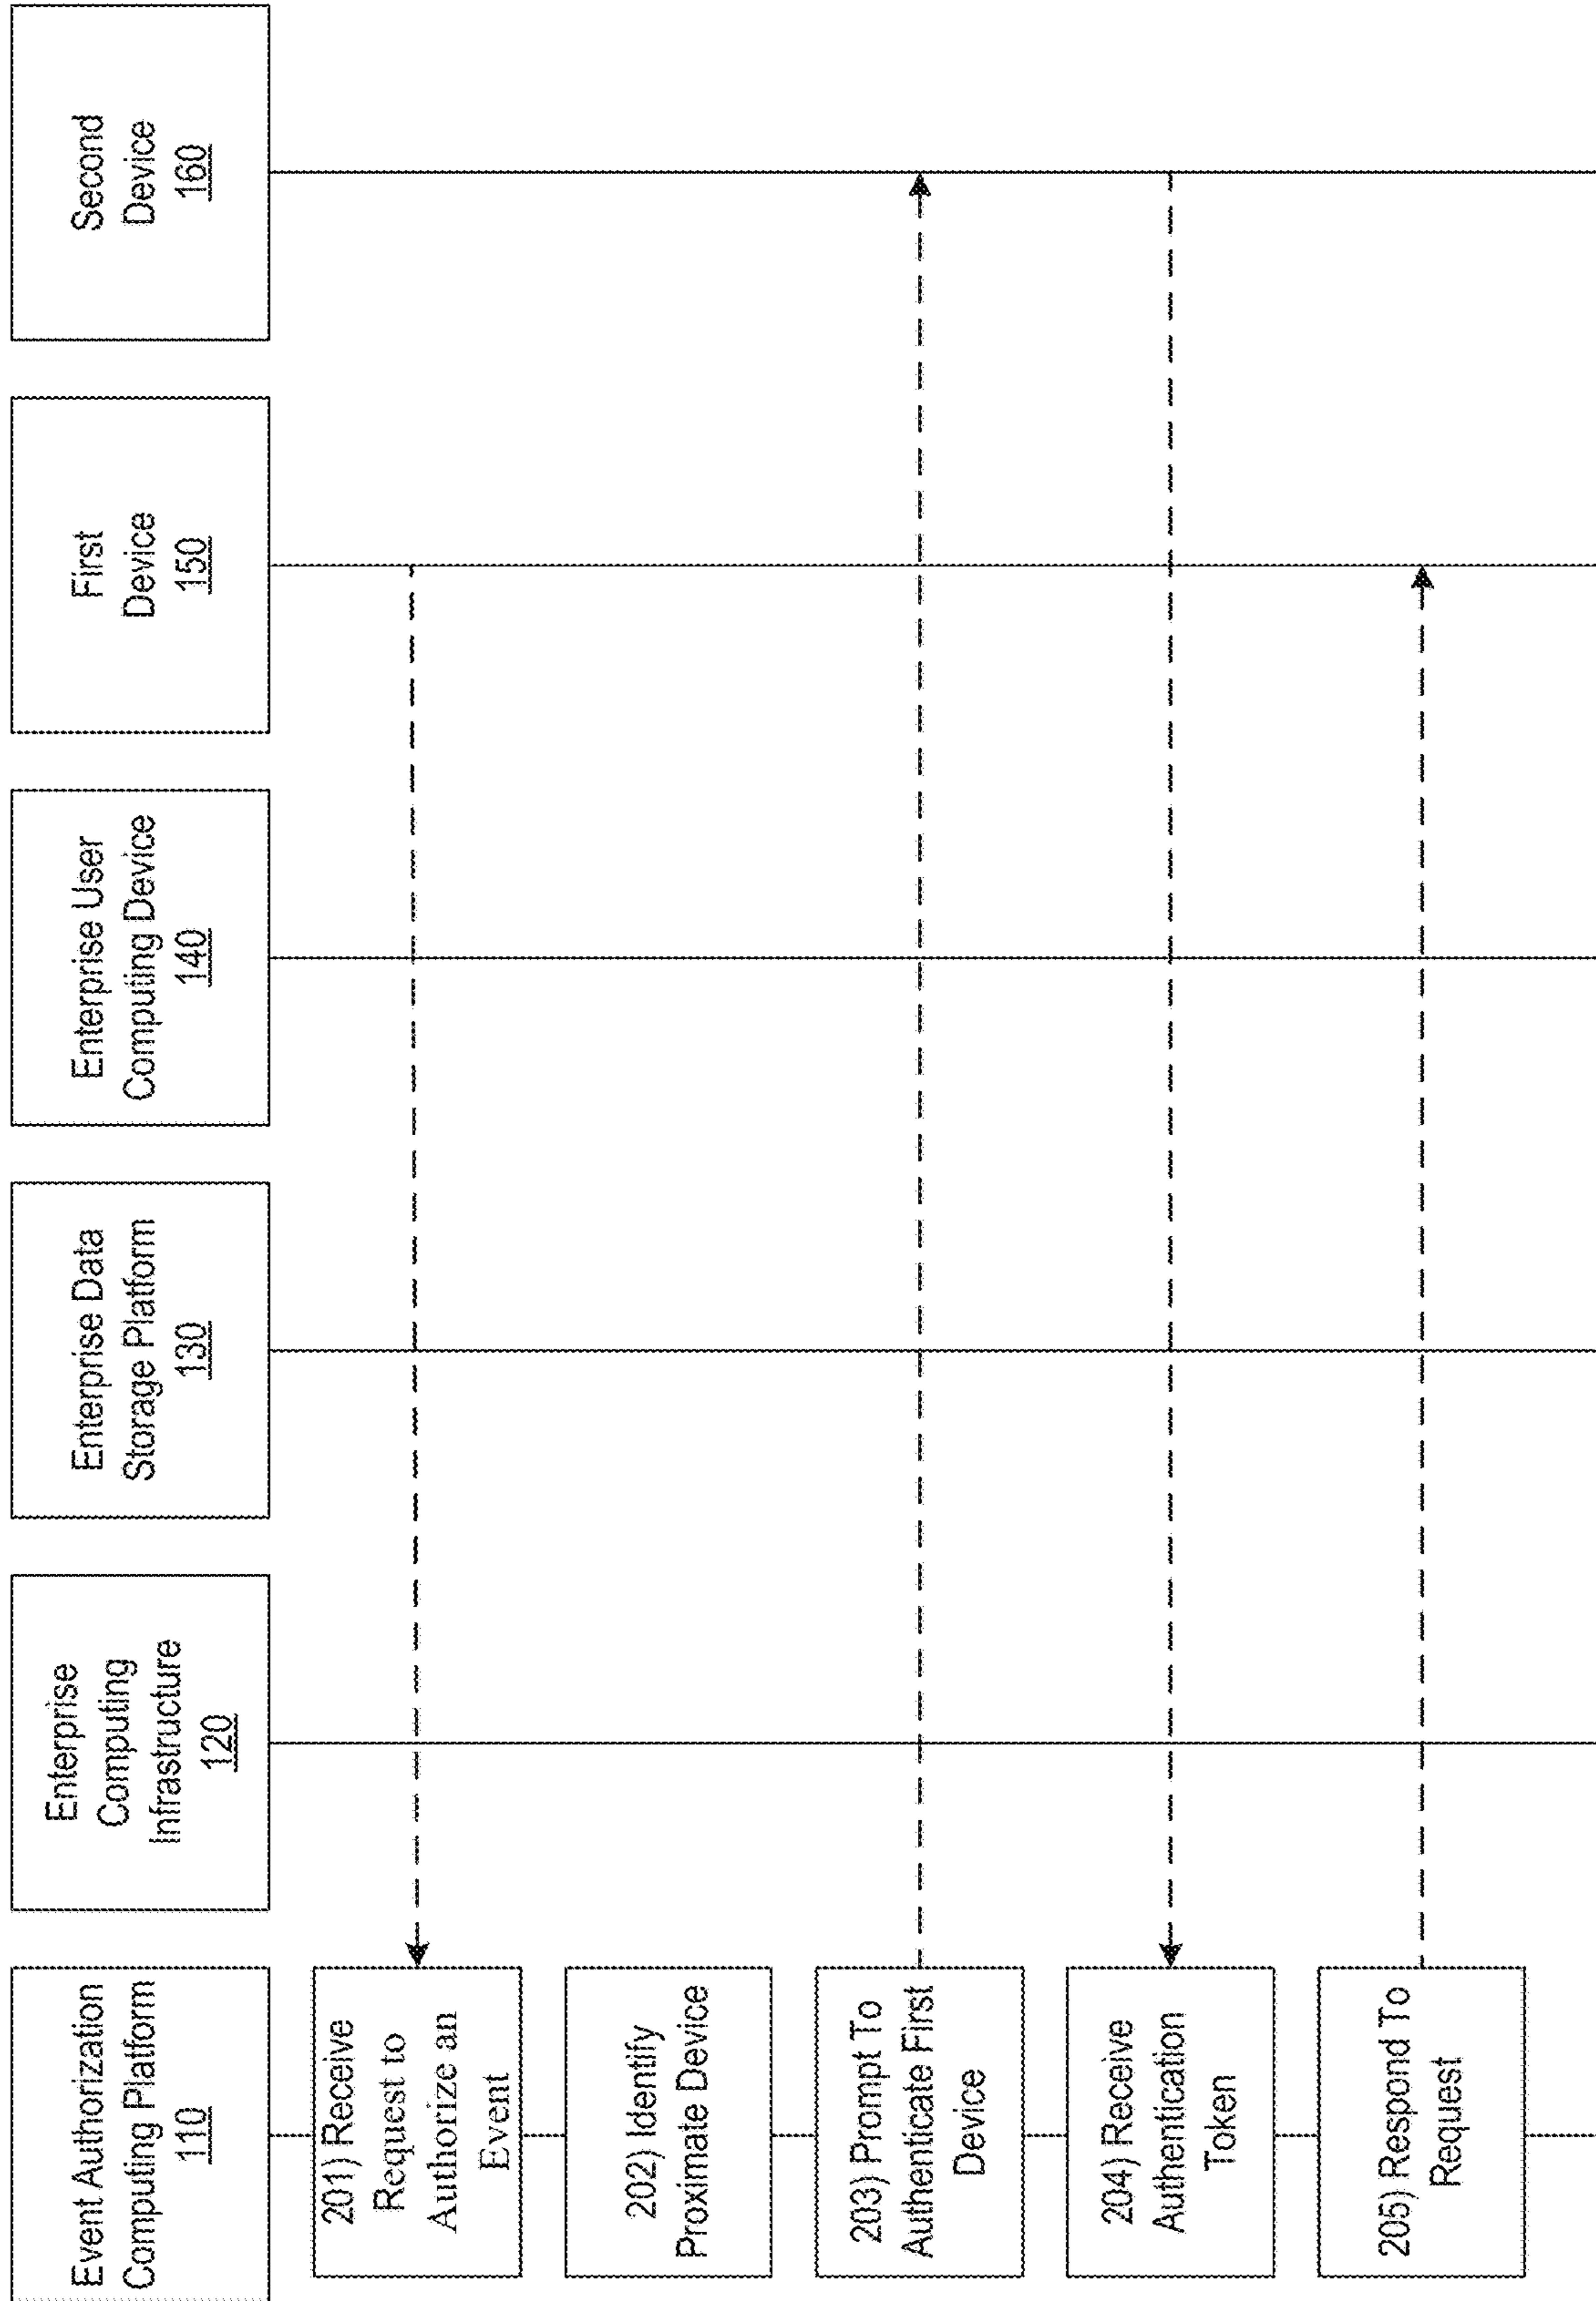 Event Authorization
Computing Platform
110
Enterprise
Computing
Infrastructure
120
Enterprise Data
Storage Platform
130
Enterprise User
Computing Device
140
First
Device
150
Second
Device
160
201) Receive
Request to
Authorize an
Event
202) Identify
Proximate Device
203) Prompt To
Authenticate First
Device
204) Receive
Authentication
Token
205) Respond To
Request